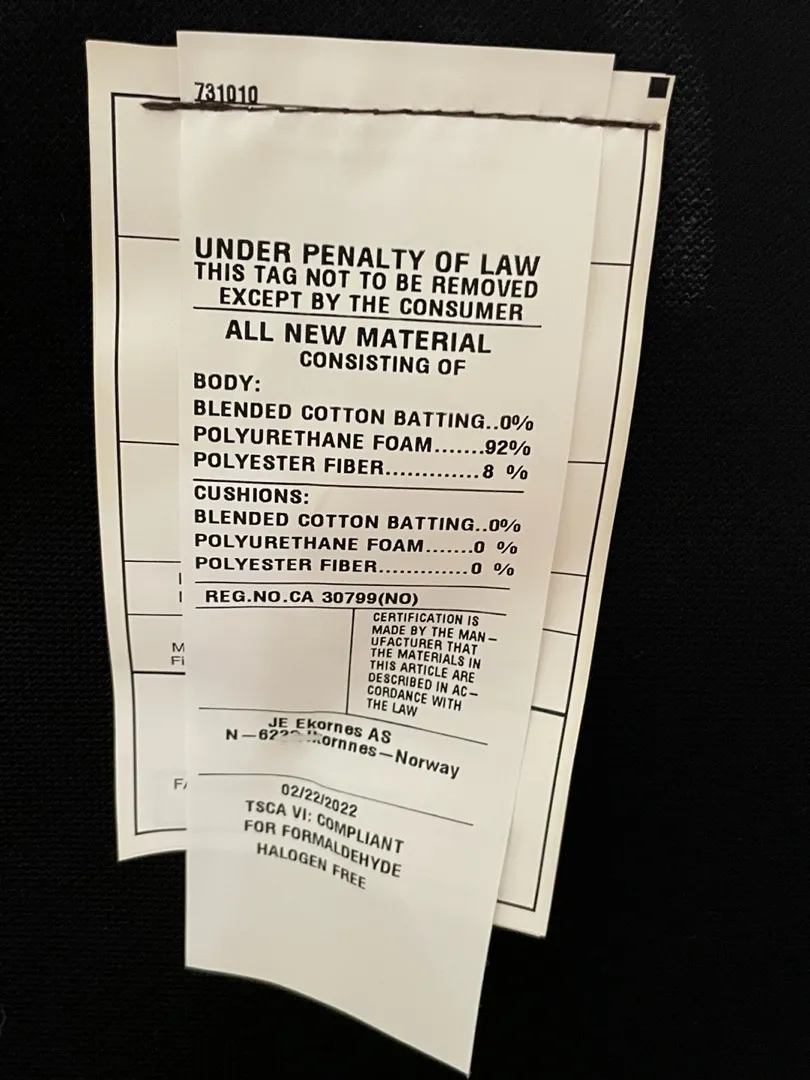 731010
UNDER PENALTY OF LAW
THIS TAG NOT TO BE REMOVED
EXCEPT BY THE CONSUMER
ALL NEW MATERIAL
CONSISTING OF
BODY:
BLENDED COTTON BATTING..0%
POLYURETHANE FOAM.......92%
POLYESTER FIBER.............8 %
CUSHIONS:
BLENDED COTTON BATTING..0%
POLYURETHANE FOAM.......0 %
POLYESTER FIBER.............0 %
REG.NO.CA 30799(NO)
CERTIFICATION IS
MADE BY THE MAN–
UFACTURER THAT
THE MATERIALS IN
THIS ARTICLE ARE
DESCRIBED IN AC–
CORDANCE WITH
THE LAW
JE Ekornes AS
Norway
02/22/2022
TSCA VI: COMPLIANT
FOR FORMALDEHYDE
HALOGEN FREE